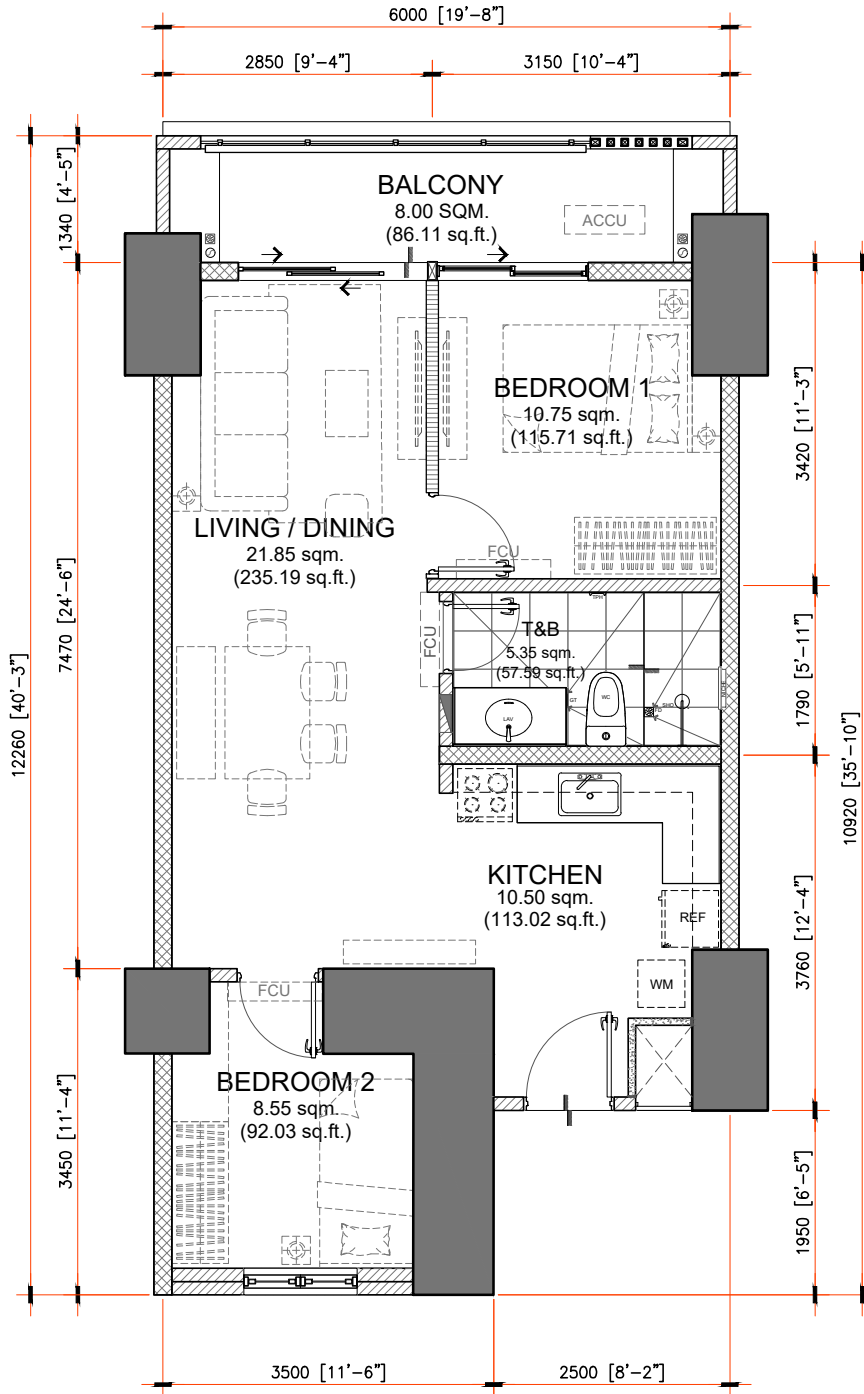 6000 [19'-8"]
2850 [9'-4"]
3150 [10'-4"]
1340 [4'-5"]
BALCONY
8.00 SQM.
(86.11 sq.ft.)
ACCU
BEDROOM 1
10.75 sqm.
(115.71 sq.ft.)
3420 [11'-3"]
LIVING / DINING
21.85 sqm.
(235.19 sq.ft.)
FCU
7470 [24'-6"]
12260 [40'-3"]
FCU
TPH
T&B
5.35 sqm.
(57.59 sq.ft.)
GT
WC
LAV
SHO
FD
NICHE
1790 [5'-11"]
10920 [35'-10"]
KITCHEN
10.50 sqm.
(113.02 sq.ft.)
REF
WM
3760 [12'-4"]
FCU
BEDROOM 2
8.55 sqm.
(92.03 sq.ft.)
3450 [11'-4"]
1950 [6'-5"]
3500 [11'-6"]
2500 [8'-2"]